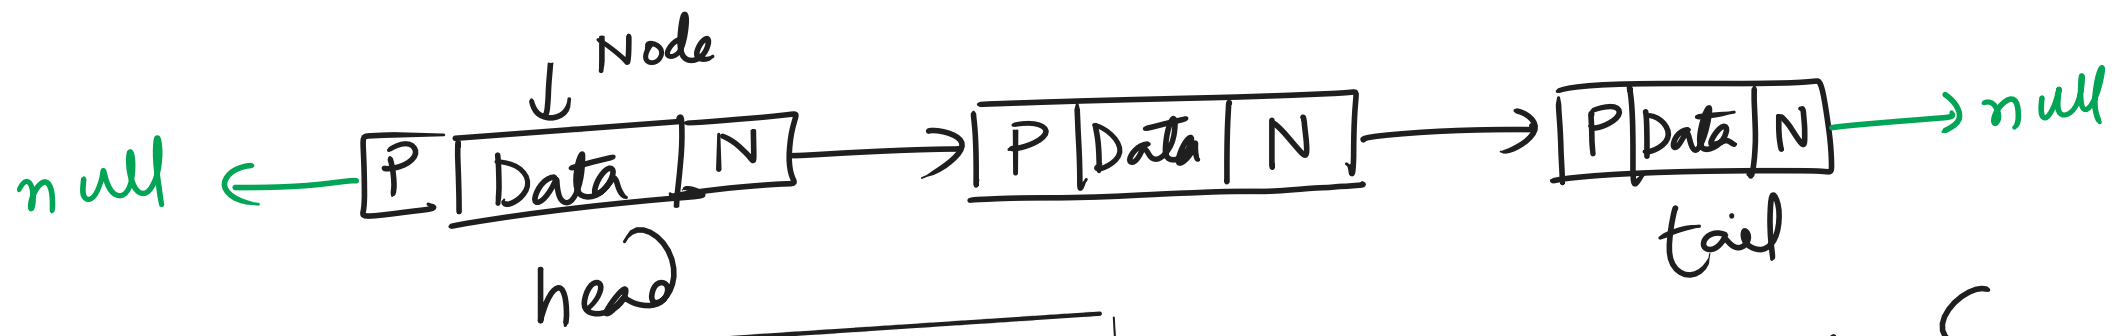 Node
null P Data N P Data N P Data N null
head tail